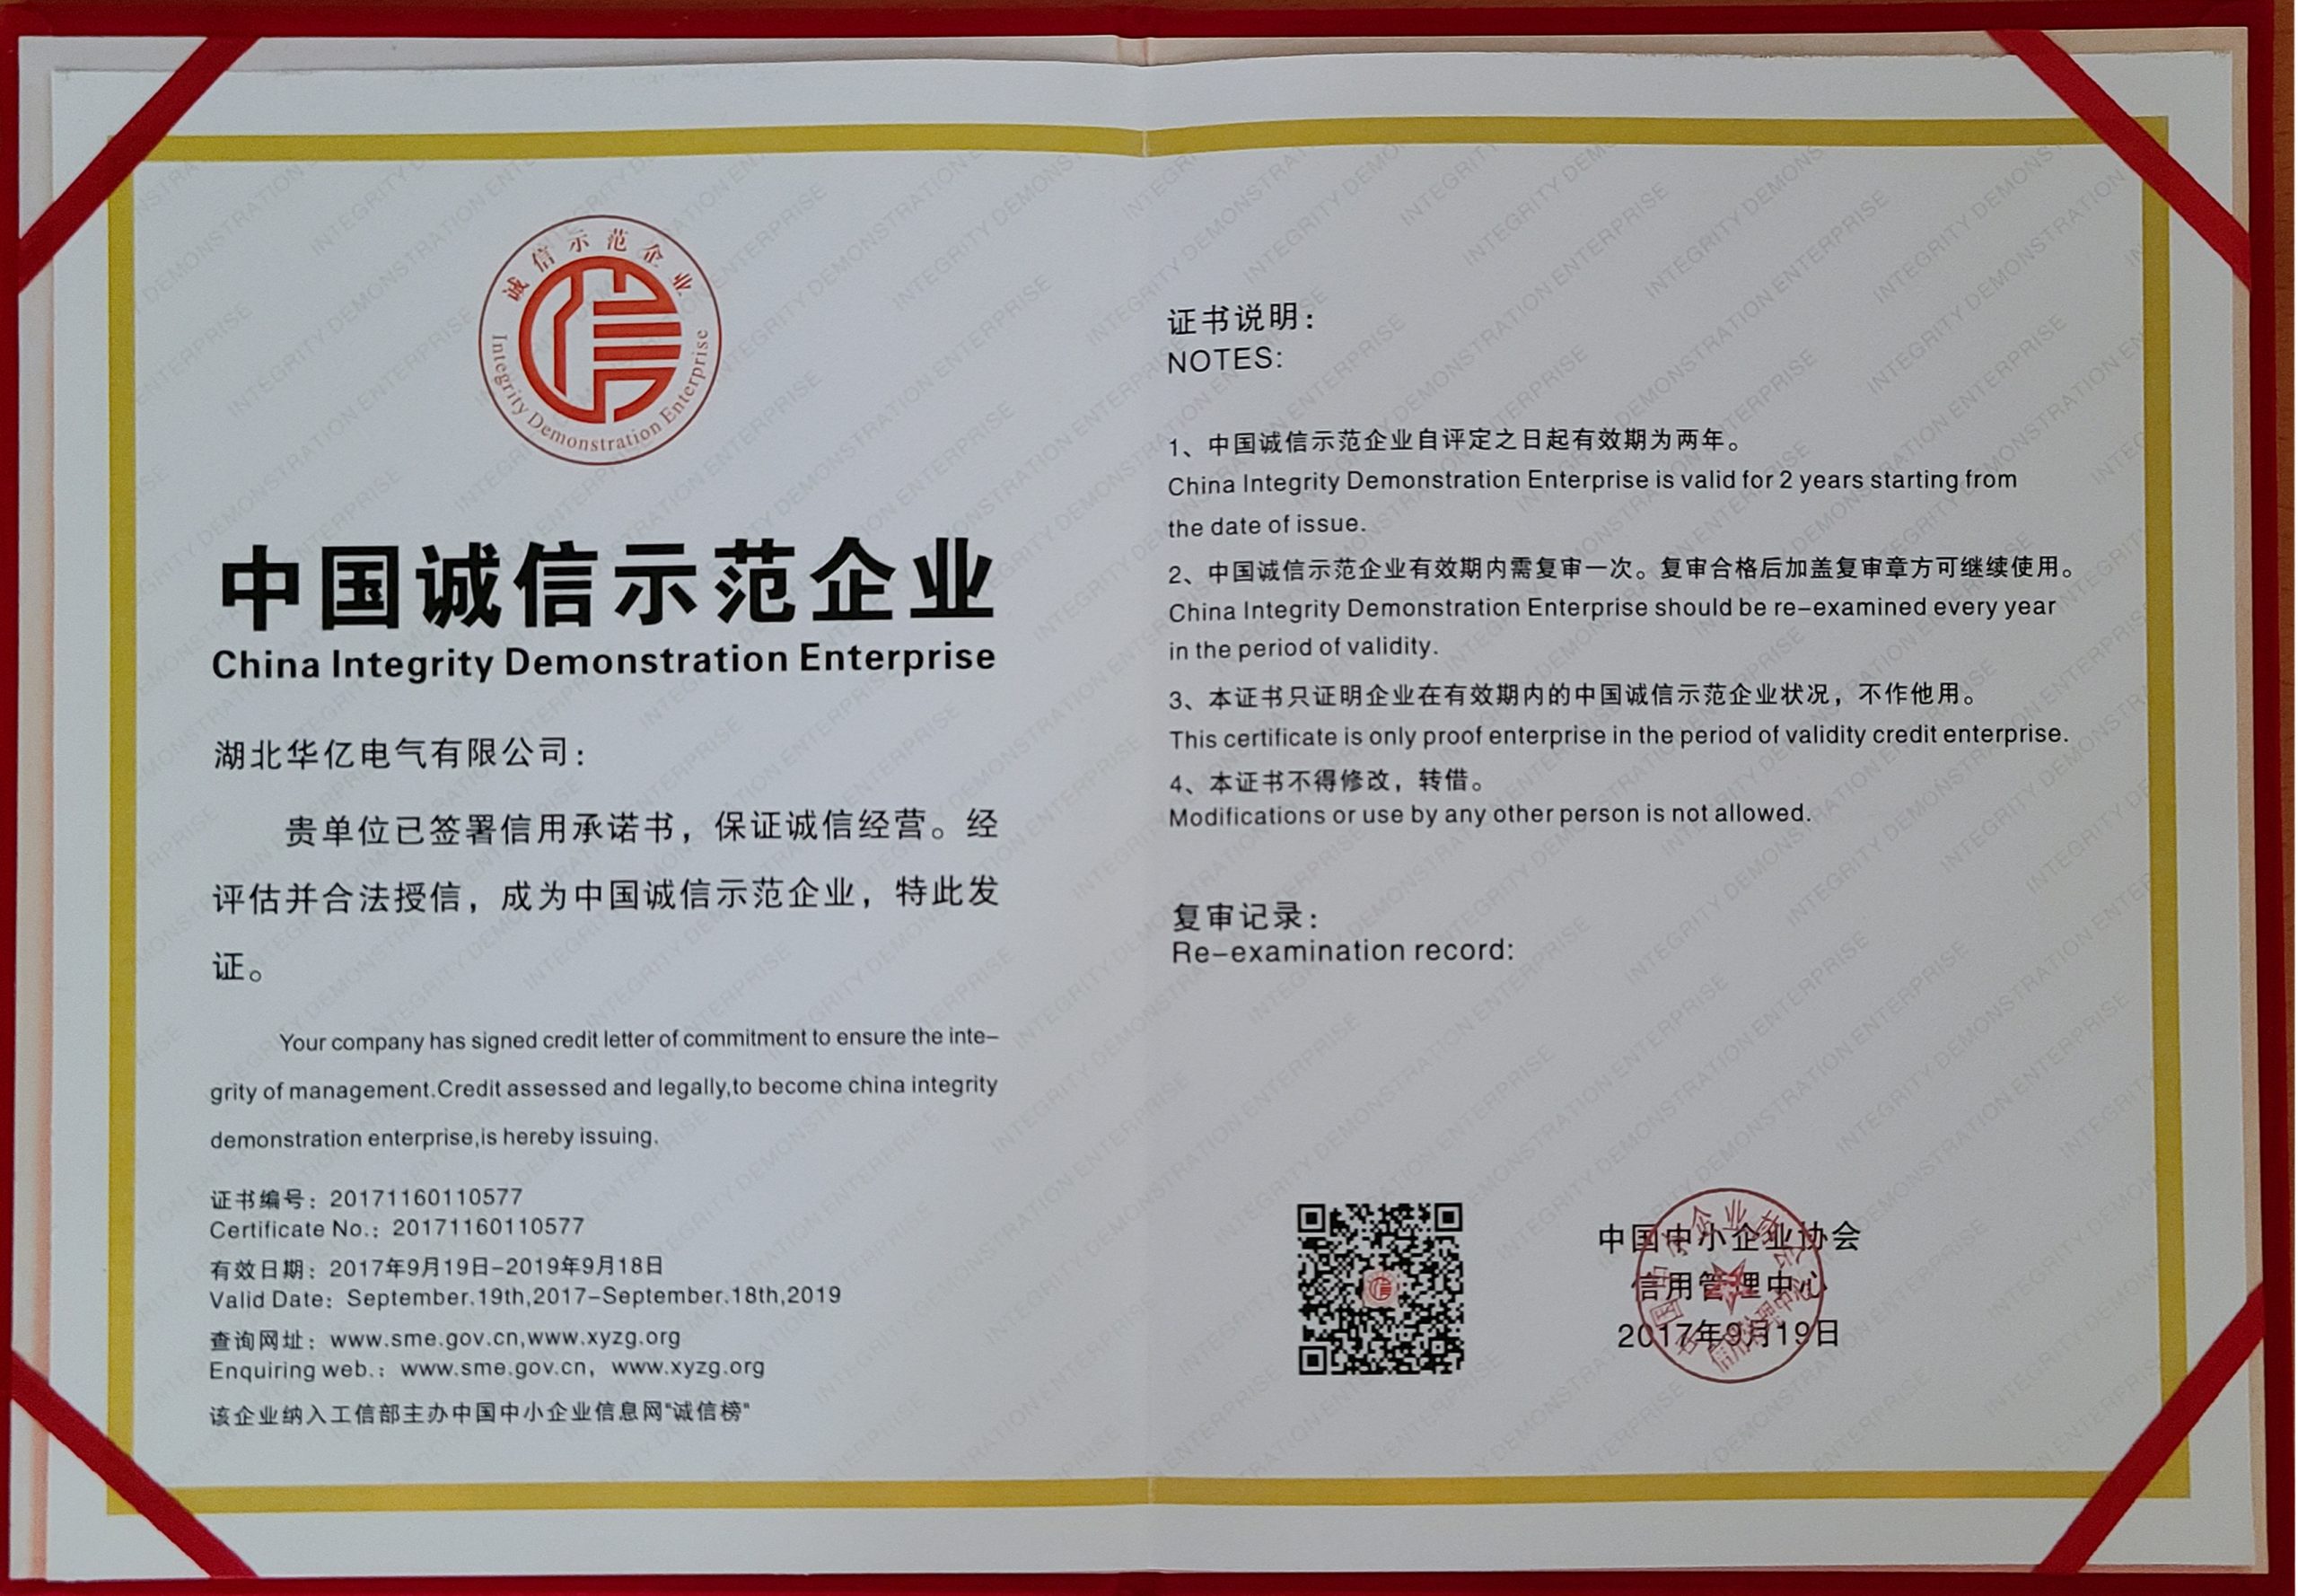 诚信示范企业
信
Integrity Demonstration Enterprise
中国诚信示范企业
China Integrity Demonstration Enterprise
湖北华亿电气有限公司：
贵单位已签署信用承诺书，保证诚信经营。经
评估并合法授信，成为中国诚信示范企业，特此发
证。
Your company has signed credit letter of commitment to ensure the inte-
grity of management.Credit assessed and legally,to become china integrity
demonstration enterprise,is hereby issuing.
证书编号：20171160110577
Certificate No.：20171160110577
有效日期：2017年9月19日-2019年9月18日
Valid Date：September.19th,2017-September.18th,2019
查询网址：www.sme.gov.cn,www.xyzg.org
Enquiring web.：www.sme.gov.cn，www.xyzg.org
该企业纳入工信部主办中国中小企业信息网"诚信榜"
证书说明：
NOTES:
1、中国诚信示范企业自评定之日起有效期为两年。
China Integrity Demonstration Enterprise is valid for 2 years starting from
the date of issue.
2、中国诚信示范企业有效期内需复审一次。复审合格后加盖复审章方可继续使用。
China Integrity Demonstration Enterprise should be re-examined every year
in the period of validity.
3、本证书只证明企业在有效期内的中国诚信示范企业状况，不作他用。
This certificate is only proof enterprise in the period of validity credit enterprise.
4、本证书不得修改，转借。
Modifications or use by any other person is not allowed.
复审记录：
Re-examination record:
中国中小企业协会
信用管理中心
2017年9月19日
中国中小企业协会
信用管理中心
INTEGRITY DEMONSTRATION ENTERPRISE